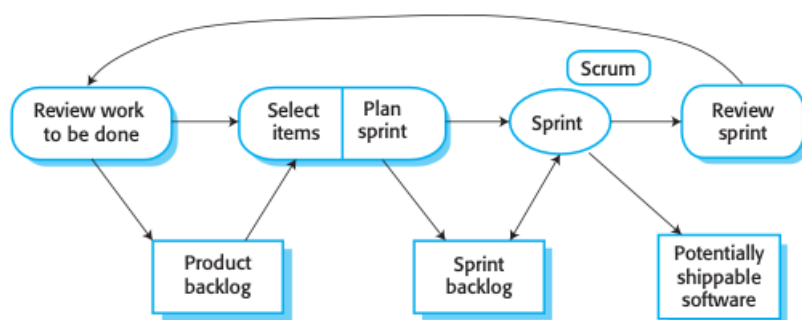 Scrum
Review work
to be done
Select
items
Plan
sprint
Sprint
Review
sprint
Product
backlog
Sprint
backlog
Potentially
shippable
software